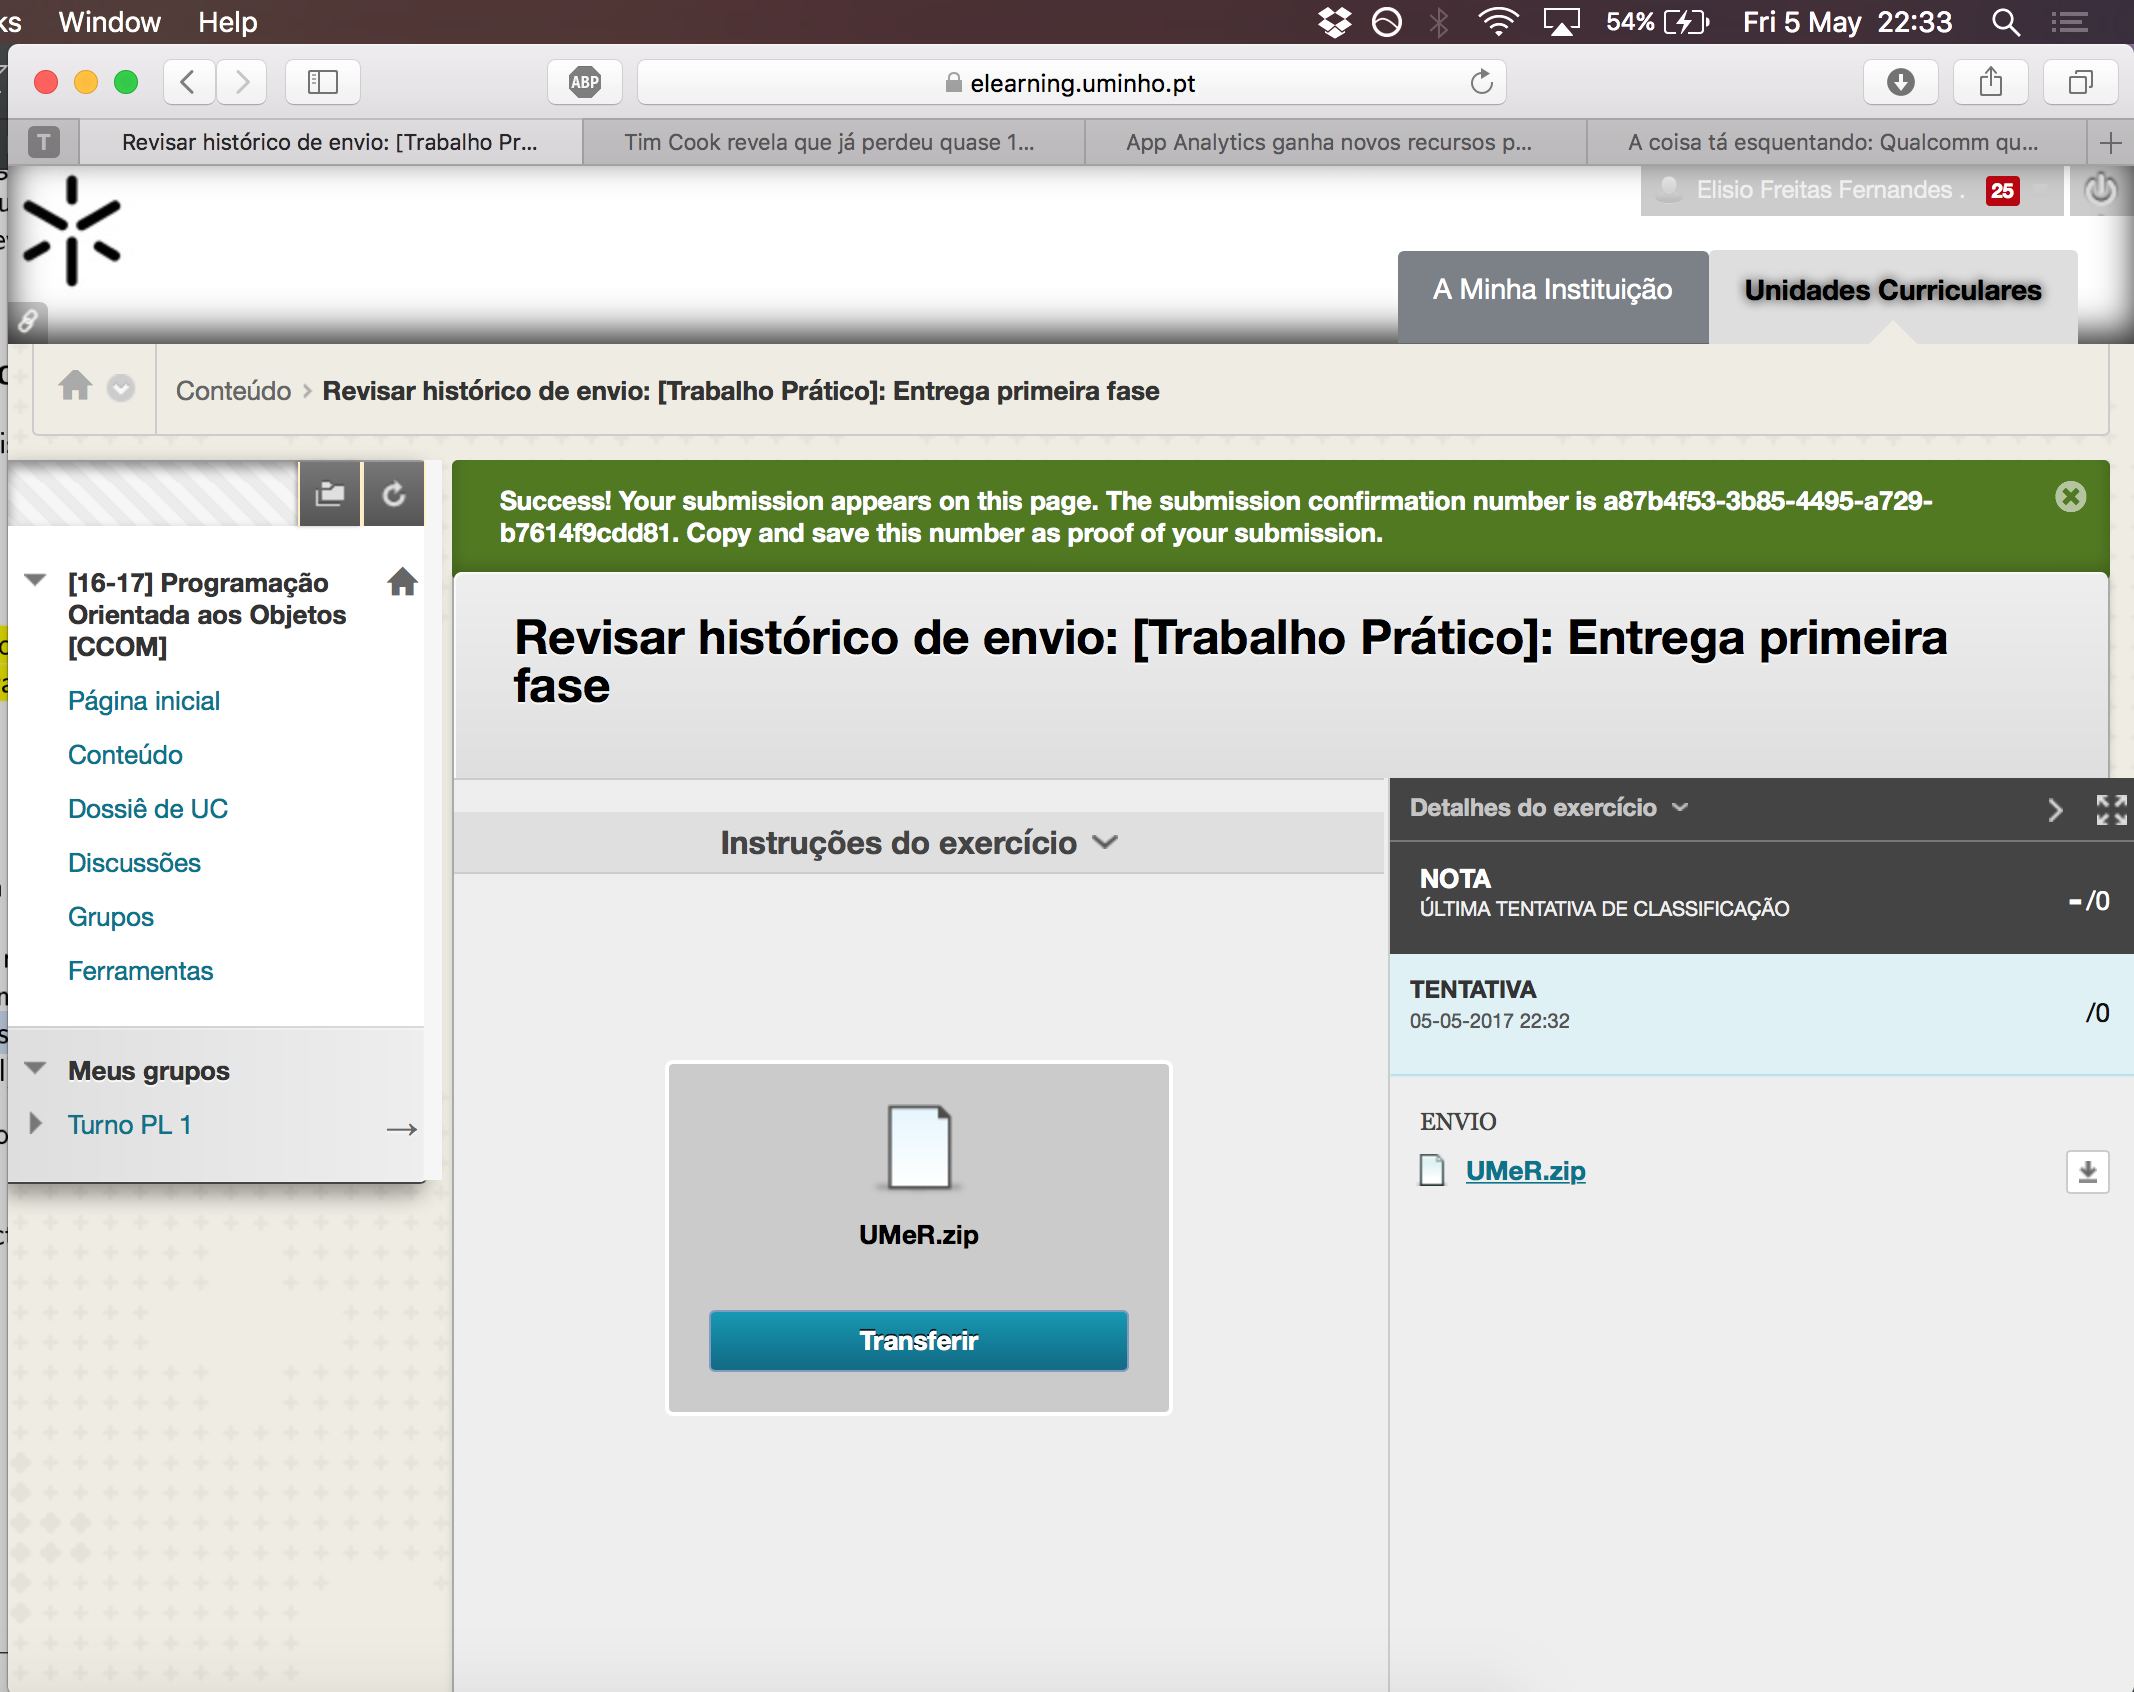 ks Window Help 54% Fri 5 May 22:33
ABP elearning.uminho.pt
T Revisar histórico de envio: [Trabalho Pr... Tim Cook revela que já perdeu quase 1... App Analytics ganha novos recursos p... A coisa tá esquentando: Qualcomm qu...
Elisio Freitas Fernandes . 25
A Minha Instituição Unidades Curriculares
Conteúdo Revisar histórico de envio: [Trabalho Prático]: Entrega primeira fase
Success! Your submission appears on this page. The submission confirmation number is a87b4f53-3b85-4495-a729-
b7614f9cdd81. Copy and save this number as proof of your submission.
[16-17] Programação
Orientada aos Objetos
[CCOM]
Página inicial
Conteúdo
Dossiê de UC
Discussões
Grupos
Ferramentas
Meus grupos
Turno PL 1 →
Revisar histórico de envio: [Trabalho Prático]: Entrega primeira
fase
Instruções do exercício
UMeR.zip
Transferir
Detalhes do exercício
NOTA
ÚLTIMA TENTATIVA DE CLASSIFICAÇÃO
-/0
TENTATIVA
05-05-2017 22:32
/0
ENVIO
UMeR.zip